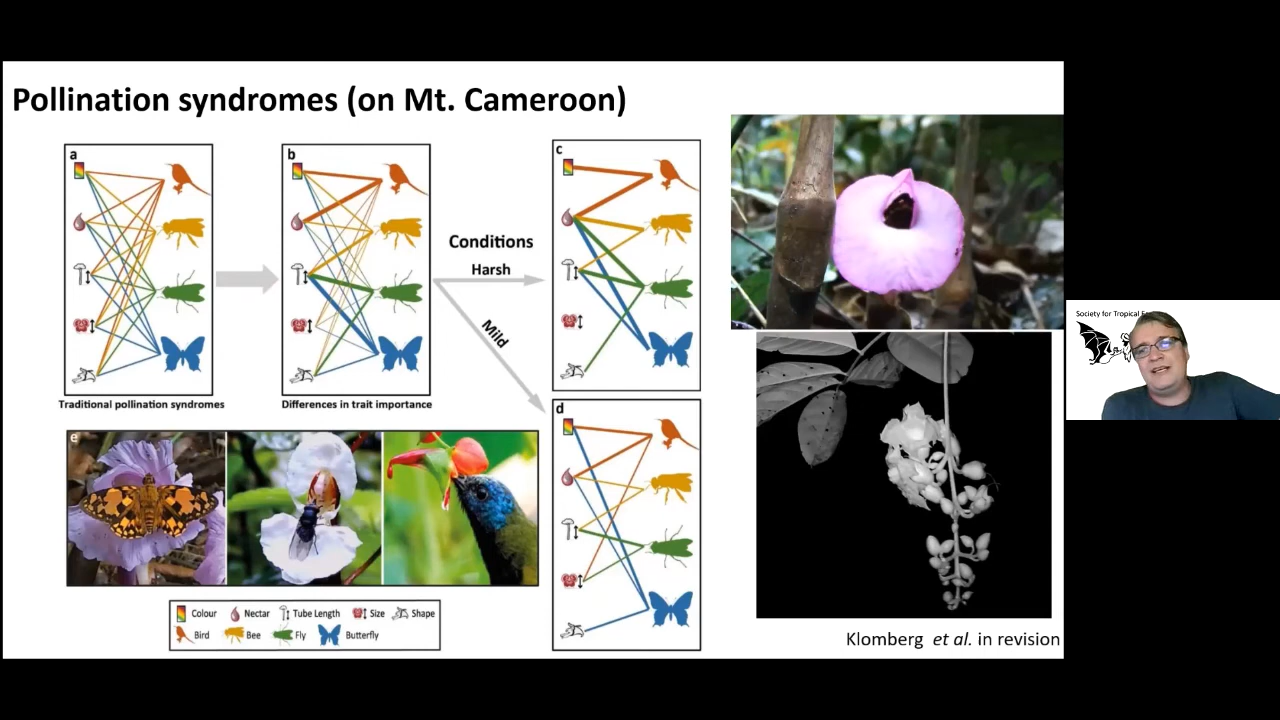 Pollination syndromes (on Mt. Cameroon)
a
b
c
Conditions
Harsh
Mild
Traditional pollination syndromes
Differences in trait importance
d
e
Colour Nectar Tube Length Size Shape
Bird Bee Fly Butterfly
Klomberg et al. in revision
Society for Tropical